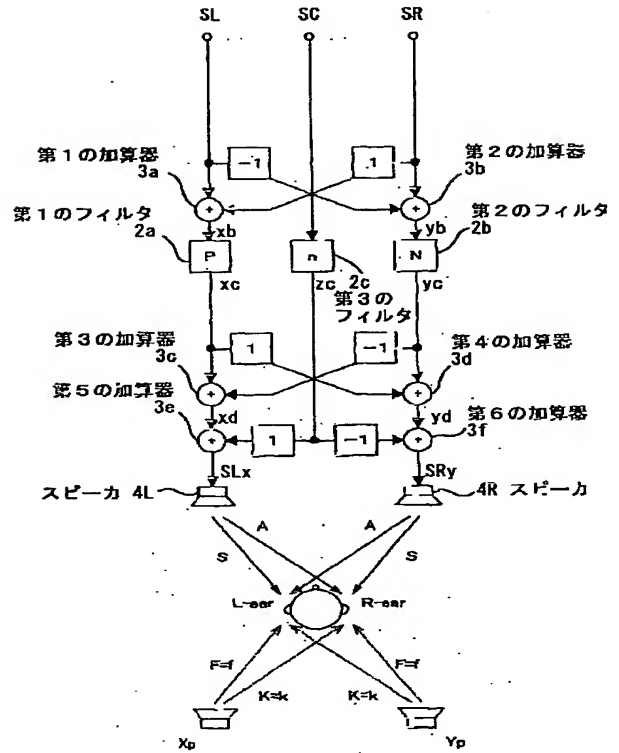 SL SC SR
第1の加算器 3a
-1
1
第2の加算器 3b
+ +
第1のフィルタ 2a
xb
yb
第2のフィルタ 2b
P
n
N
xc
zc
2c
第3のフィルタ
yc
第3の加算器 3c
1
-1
第4の加算器 3d
+ +
第5の加算器 3e
xd
yd
第6の加算器 3f
+
1
-1
+
SLx
SRy
スピーカ 4L
4R スピーカ
A A
S S
L-ear R-ear
F=f F=f
K=k K=k
Xp Yp